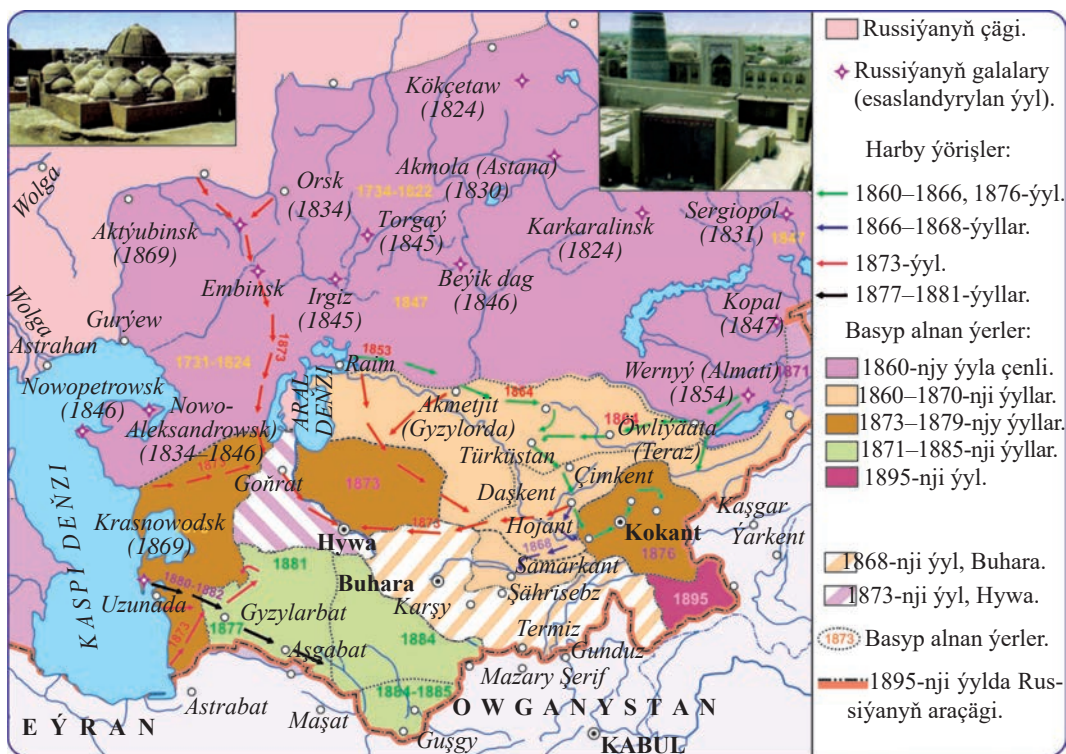 Kökçetaw
(1824)
Akmola (Astana)
(1830)
Wolga
Orsk
(1834)
1734-1822
Torgaý
(1845)
Karkaralinsk
(1824)
Sergiopol
(1831)
1847
Aktýubinsk
(1869)
Embinsk
Irgiz
(1845)
1847
Beýik dag
(1846)
Kopal
(1847)
Wolga
Astrahan
Gurýew
1731-1824
1873
Raim
1853
ARAL
DEŇZI
1864
Wernyý (Almati)
(1854)
1871
Nowopetrowsk
(1846)
Nowo-
Aleksandrowsk)
(1834–1846)
Akmetjit
(Gyzylorda)
1864
Owliýäata
(Teraz)
Türküstan
1873
Goňrat
1873
Çimkent
Daşkent
Hojant
Kaşgar
Ýarkent
KASPI DEŇZI
Krasnowodsk
(1869)
Hywa
1873
1868
Kokant
1876
Samarkant
1881
Buhara
Şährisebz
1895
1880-1882
Uzunada
Gyzylarbat
Karşy
1877
1884
Termiz
Gunduz
1873
Aşgabat
Mazary Şerif
Astrabat
1884-1885
OWGANYSTAN
EÝRAN
Maşat
Guşgy
KABUL
Russiýanyň çägi.
Russiýanyň galalary
(esaslandyrylan ýyl).
Harby ýörişler:
1860–1866, 1876-ýyl.
1866–1868-ýyllar.
1873-ýyl.
1877–1881-ýyllar.
Basyp alnan ýerler:
1860-njy ýyla çenli.
1860–1870-nji ýyllar.
1873–1879-njy ýyllar.
1871–1885-nji ýyllar.
1895-nji ýyl.
1868-nji ýyl, Buhara.
1873-nji ýyl, Hywa.
1873 Basyp alnan ýerler.
1895-nji ýylda Rus-
siýanyň araçägi.